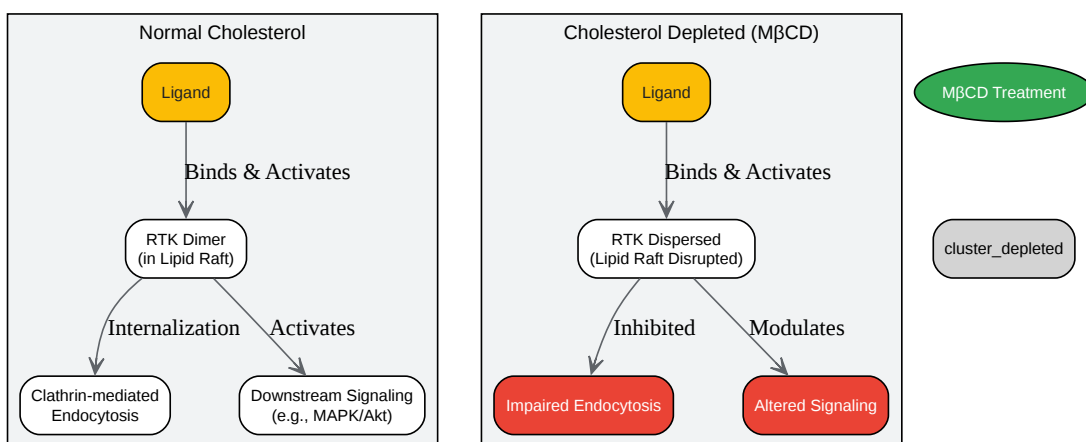 Normal Cholesterol
Ligand
Binds & Activates
RTK Dimer
(in Lipid Raft)
Internalization
Activates
Clathrin-mediated
Endocytosis
Downstream Signaling
(e.g., MAPK/Akt)
Cholesterol Depleted (MβCD)
Ligand
Binds & Activates
RTK Dispersed
(Lipid Raft Disrupted)
Inhibited
Modulates
Impaired Endocytosis
Altered Signaling
MβCD Treatment
cluster_depleted